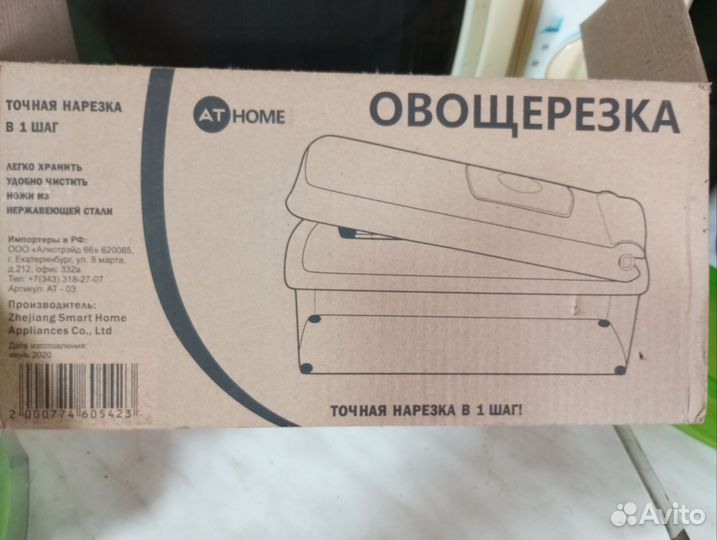 ТОЧНАЯ НАРЕЗКА
В 1 ШАГ
ЛЕГКО ХРАНИТЬ
УДОБНО ЧИСТИТЬ
НОЖИ ИЗ
НЕРЖАВЕЮЩЕЙ СТАЛИ
Импортеры в РФ:
ООО «Алкотрэйд 66» 620085,
г. Екатеринбург, ул. 8 марта,
д.212, офис 332а
Тел: +7(343) 318-27-07
Артикул: АТ - 03
Производитель:
Zhejiang Smart Home
Appliances Co., Ltd
Дата изготовления:
июнь 2020
2 000774 605423
AT HOME
ОВОЩЕРЕЗКА
ТОЧНАЯ НАРЕЗКА В 1 ШАГ!
Avito